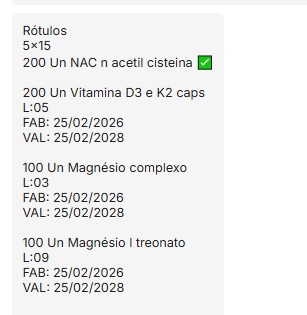 Rótulos
5×15
200 Un NAC n acetil cisteina ✅
200 Un Vitamina D3 e K2 caps
L:05
FAB: 25/02/2026
VAL: 25/02/2028
100 Un Magnésio complexo
L:03
FAB: 25/02/2026
VAL: 25/02/2028
100 Un Magnésio l treonato
L:09
FAB: 25/02/2026
VAL: 25/02/2028